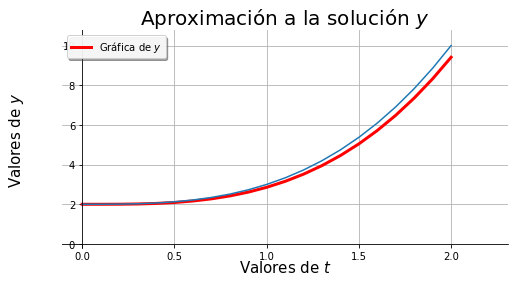 Aproximación a la solución y
Gráfica de y
Valores de y
8
6
4
2
0
0.0 0.5 1.0 1.5 2.0
Valores de t